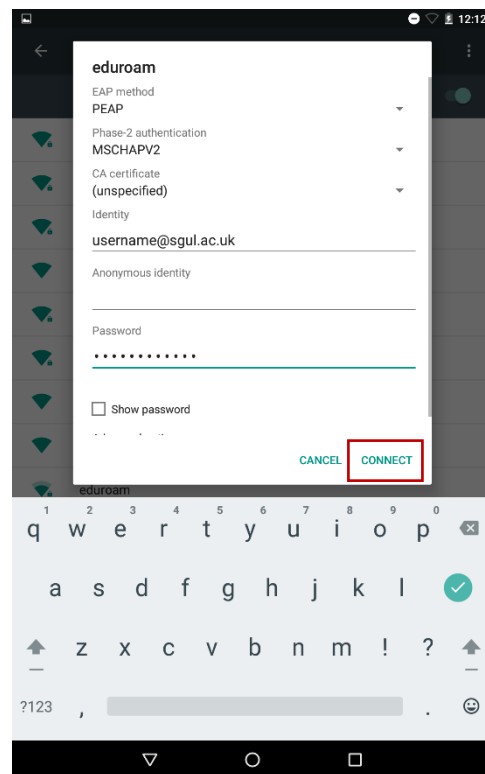 12:12
eduroam
EAP method
PEAP
Phase-2 authentication
MSCHAPV2
CA certificate
(unspecified)
Identity
username@sgul.ac.uk
Anonymous identity
Password
••••••••••••
Show password
CANCEL CONNECT
eduroam
1 2 3 4 5 6 7 8 9 0
q w e r t y u i o p
a s d f g h j k l
z x c v b n m ! ?
?123 , .